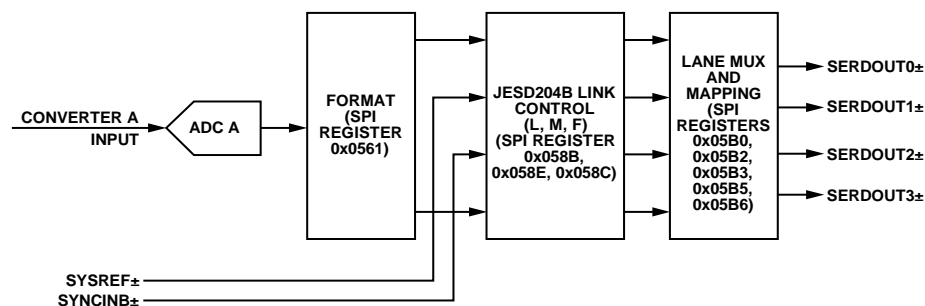 CONVERTER A
INPUT
ADC A
FORMAT
(SPI
REGISTER
0x0561)
JESD204B LINK
CONTROL
(L, M, F)
(SPI REGISTER
0x058B,
0x058E, 0x058C)
LANE MUX
AND
MAPPING
(SPI
REGISTERS
0x05B0,
0x05B2,
0x05B3,
0x05B5,
0x05B6)
SERDOUT0±
SERDOUT1±
SERDOUT2±
SERDOUT3±
SYSREF±
SYNCINB±